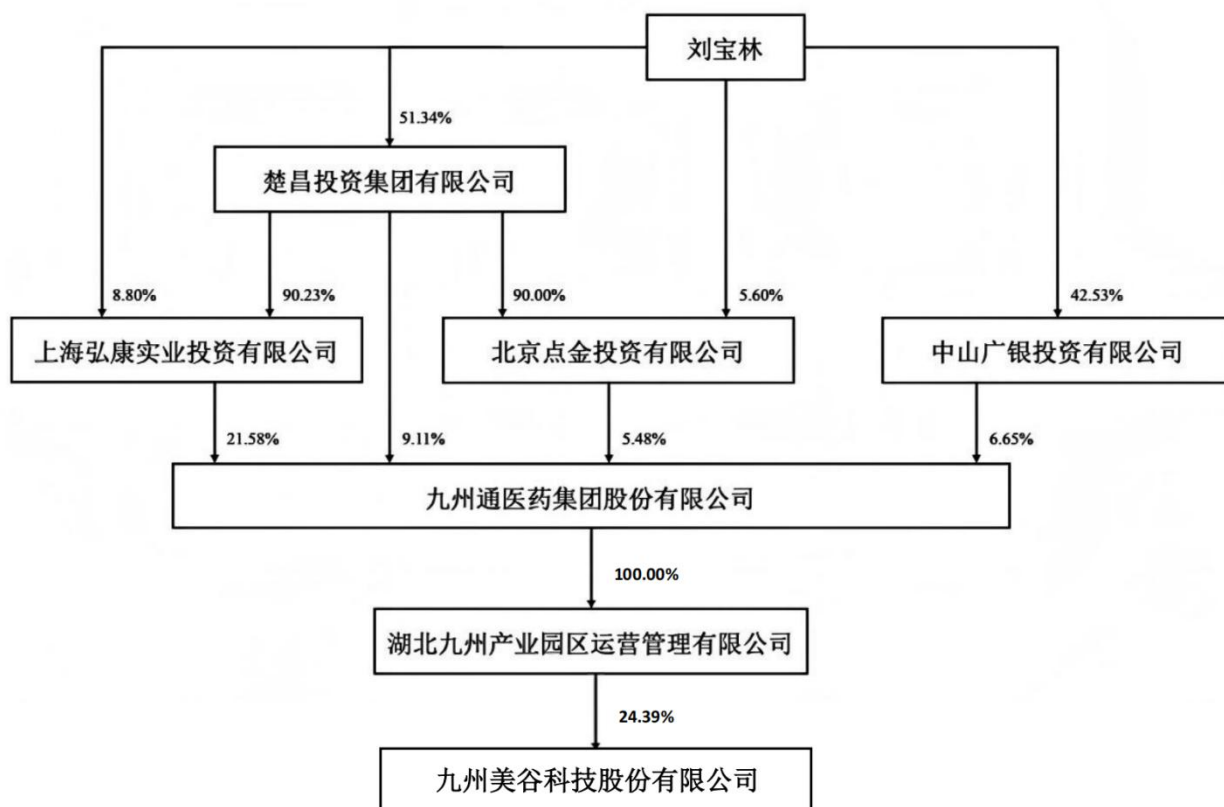 刘宝林
51.34%
楚昌投资集团有限公司
8.80%
90.23%
90.00%
5.60%
42.53%
上海弘康实业投资有限公司
北京点金投资有限公司
中山广银投资有限公司
21.58%
9.11%
5.48%
6.65%
九州通医药集团股份有限公司
100.00%
湖北九州产业园区运营管理有限公司
24.39%
九州美谷科技股份有限公司